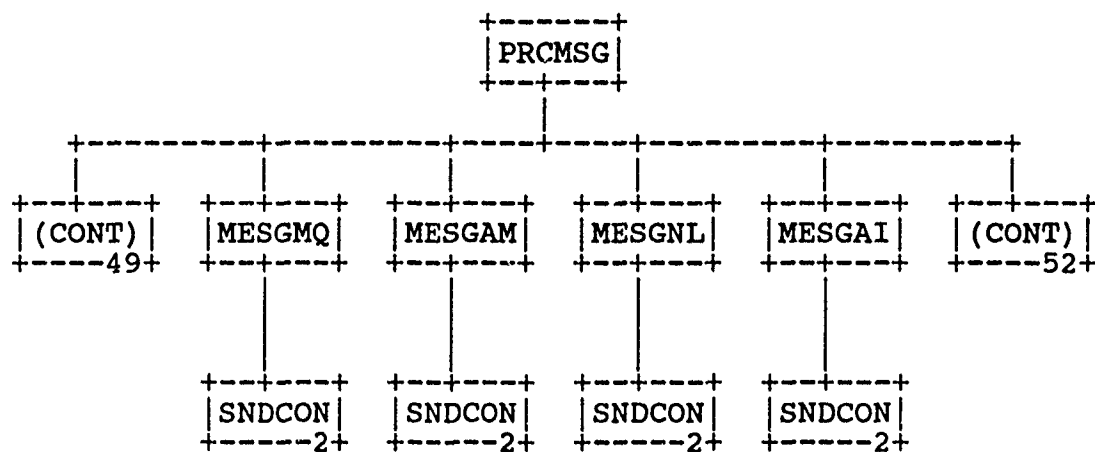 PRCMSG
(CONT) MESGMQ MESGAM MESGNL MESGAI (CONT)
49 52
SNDCON SNDCON SNDCON SNDCON
2 2 2 2